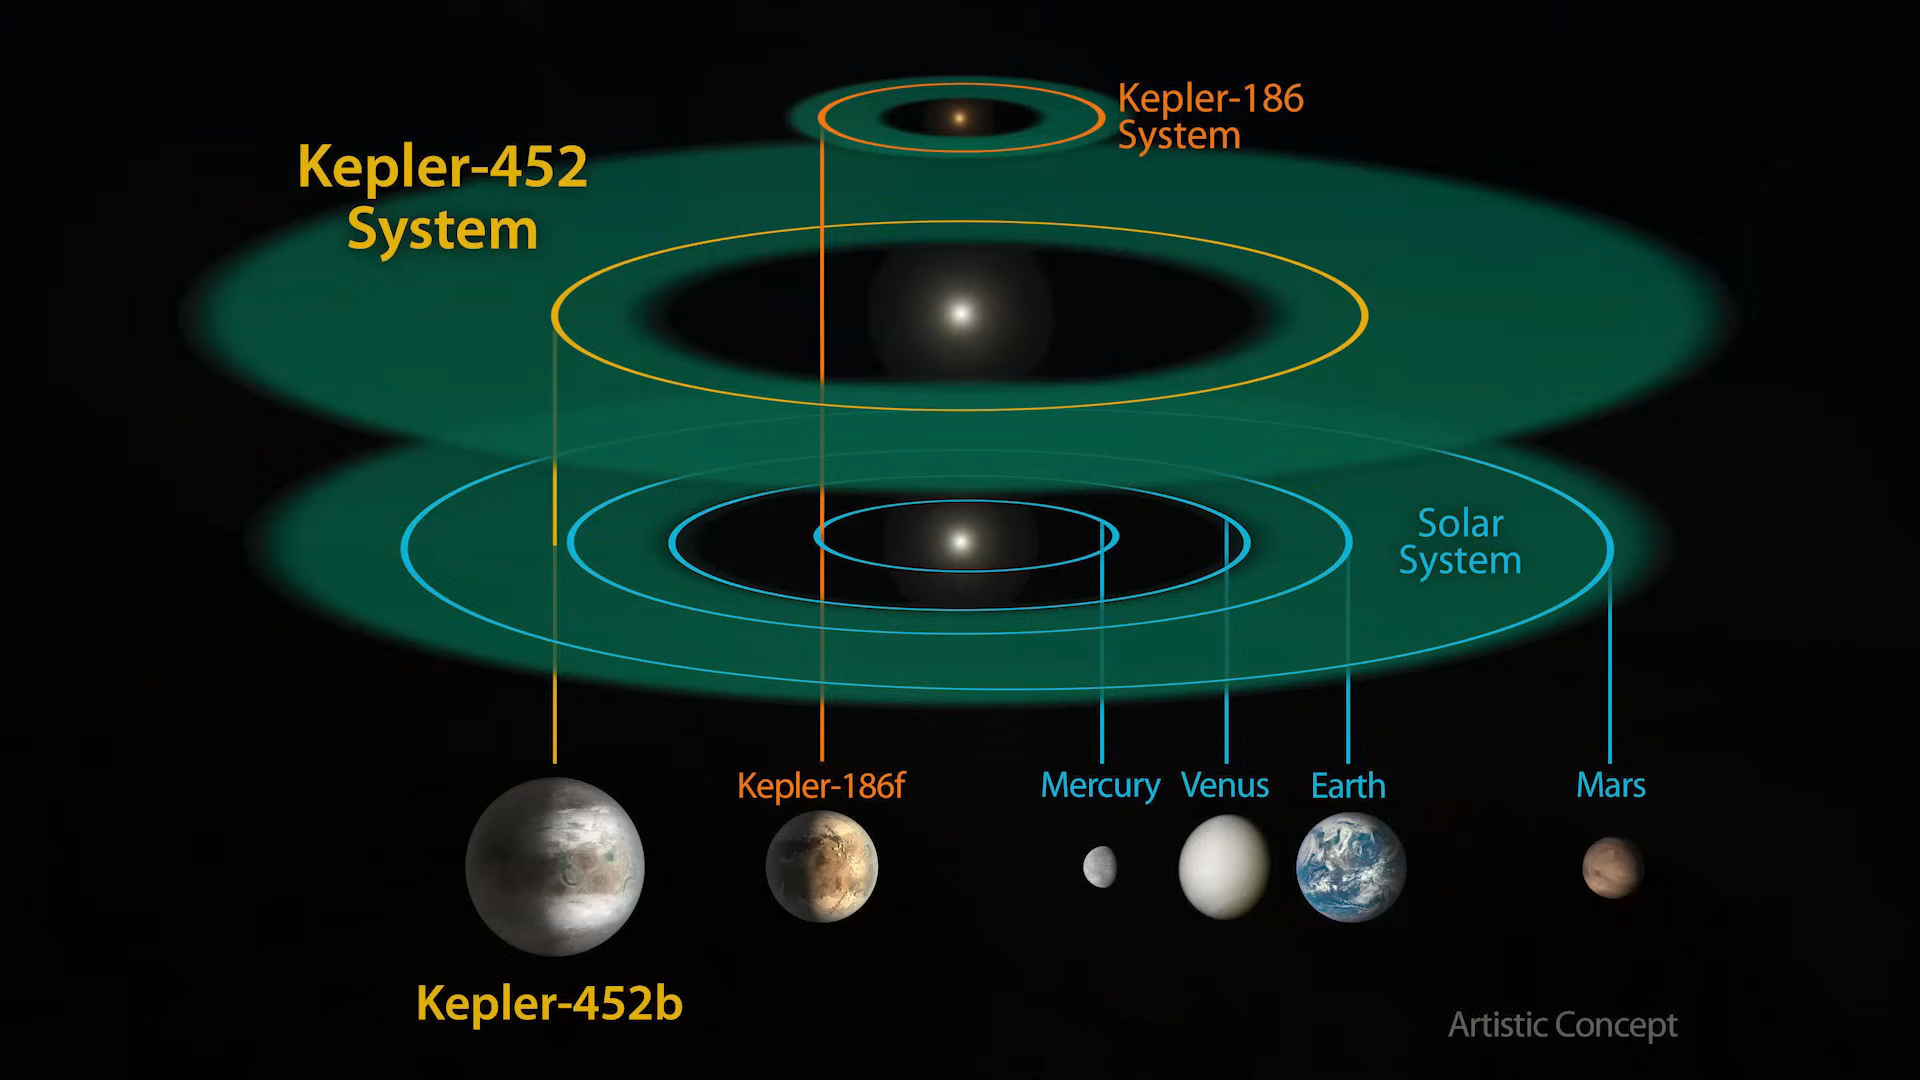 Kepler-186
System
Kepler-452
System
Solar
System
Kepler-186f
Mercury
Venus
Earth
Mars
Kepler-452b
Artistic Concept